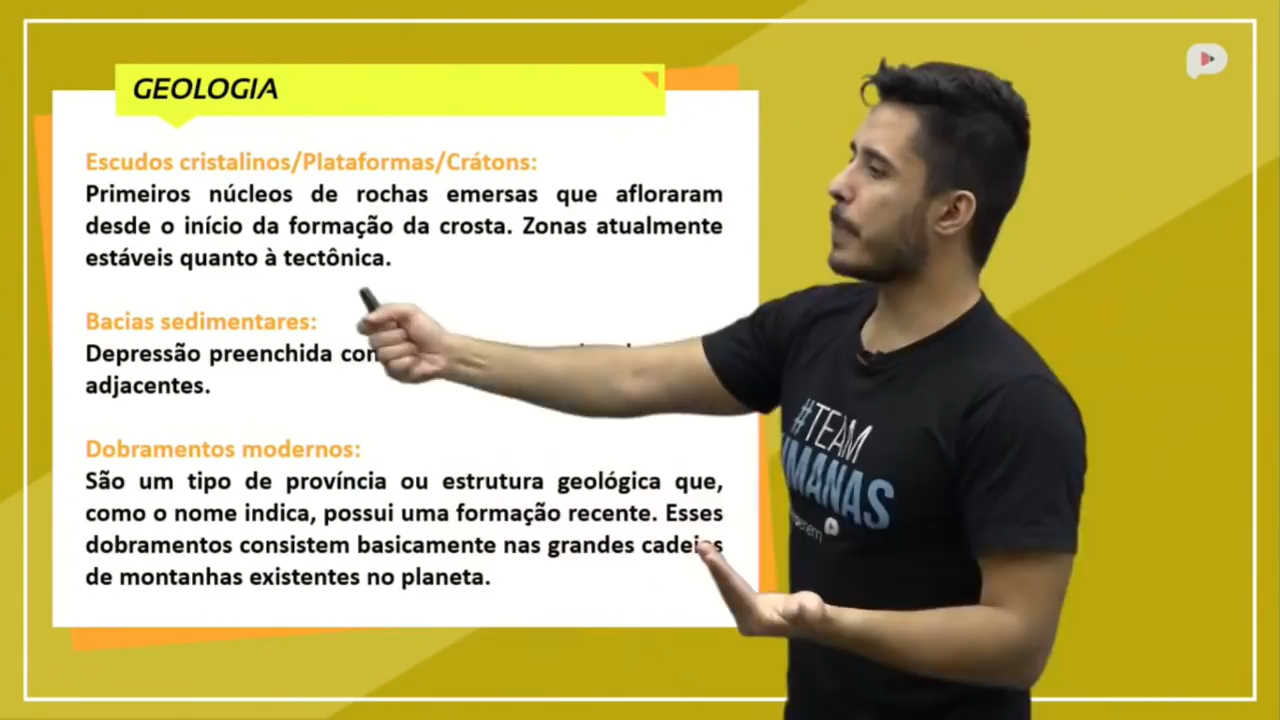 GEOLOGIA
Escudos cristalinos/Plataformas/Crátons:
Primeiros núcleos de rochas emersas que afloraram
desde o início da formação da crosta. Zonas atualmente
estáveis quanto à tectônica.
Bacias sedimentares:
Depressão preenchida
adjacentes.
Dobramentos modernos:
São um tipo de província ou estrutura geológica que,
como o nome indica, possui uma formação recente. Esses
dobramentos consistem basicamente nas grandes cadeias
de montanhas existentes no planeta.
#TEAM
UMANAS